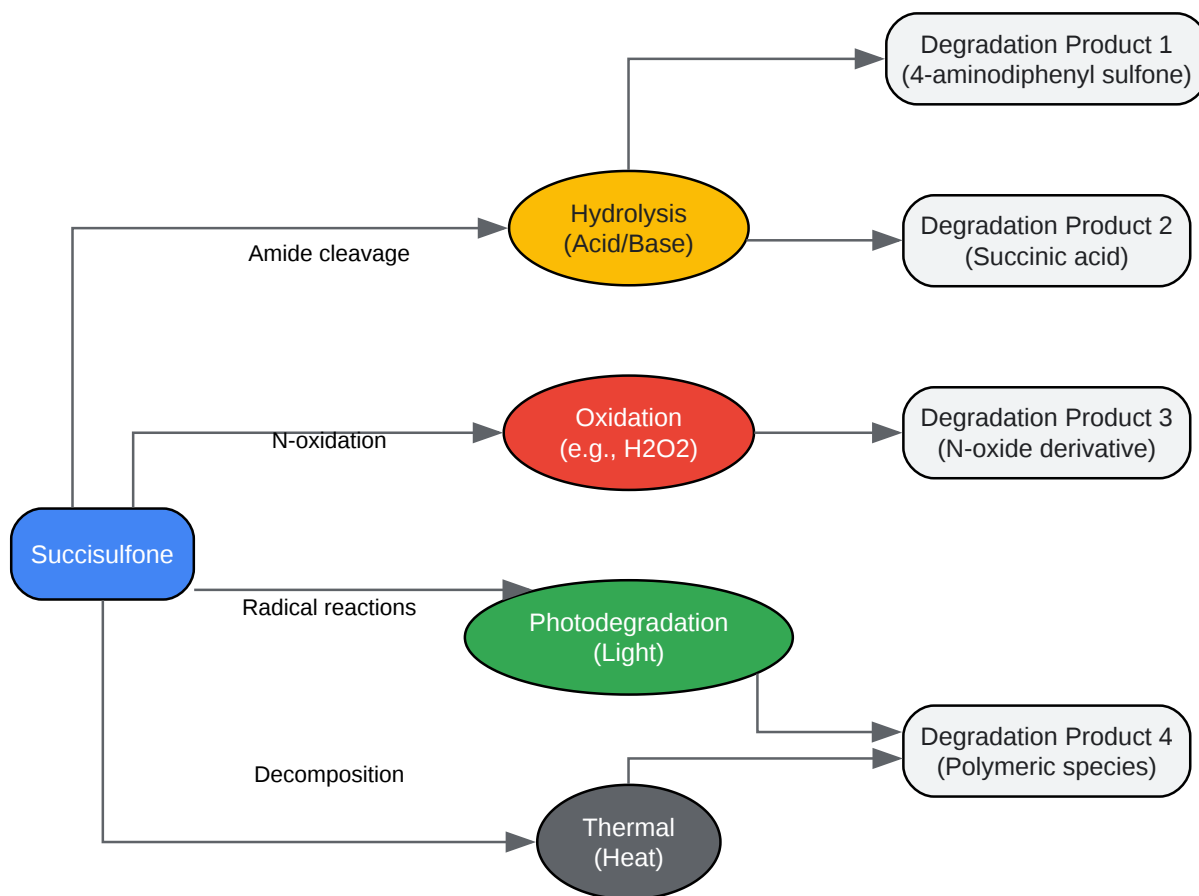 Degradation Product 1
(4-aminodiphenyl sulfone)
Hydrolysis
(Acid/Base)
Degradation Product 2
(Succinic acid)
Amide cleavage
Oxidation
(e.g., H2O2)
Degradation Product 3
(N-oxide derivative)
N-oxidation
Succisulfone
Radical reactions
Photodegradation
(Light)
Degradation Product 4
(Polymeric species)
Decomposition
Thermal
(Heat)